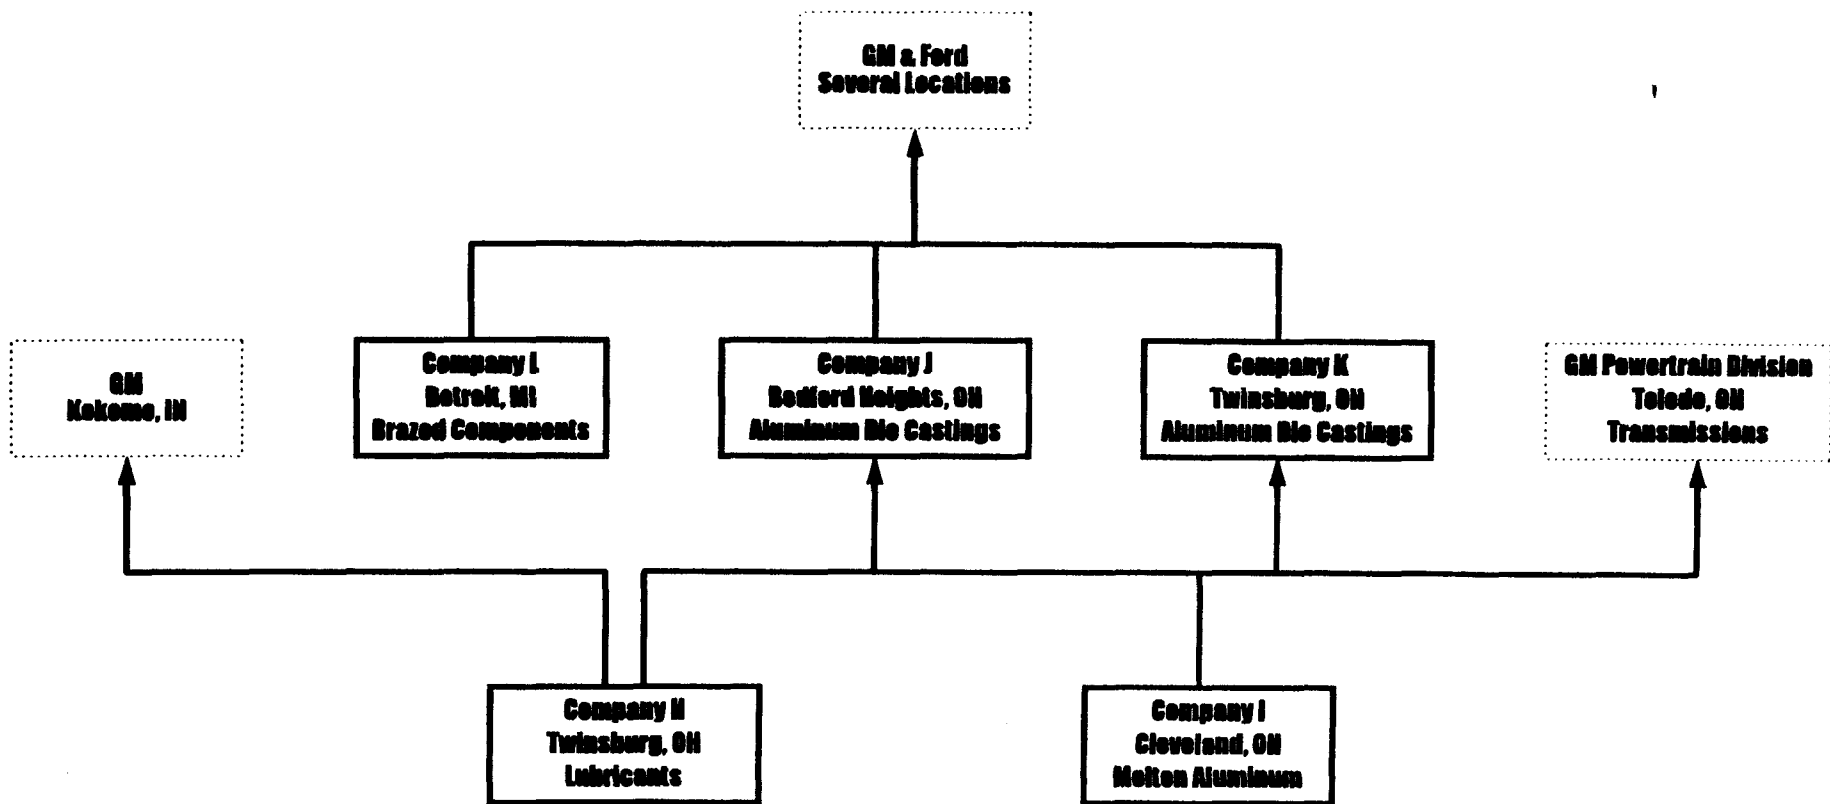 GM & Ford
Several Locations
GM
Kokomo, IN
Company L
Detroit, MI
Brazed Components
Company J
Bedford Heights, OH
Aluminum Die Castings
Company K
Twinsburg, OH
Aluminum Die Castings
GM Powertrain Division
Toledo, OH
Transmissions
Company H
Twinsburg, OH
Lubricants
Company I
Cleveland, OH
Molten Aluminum